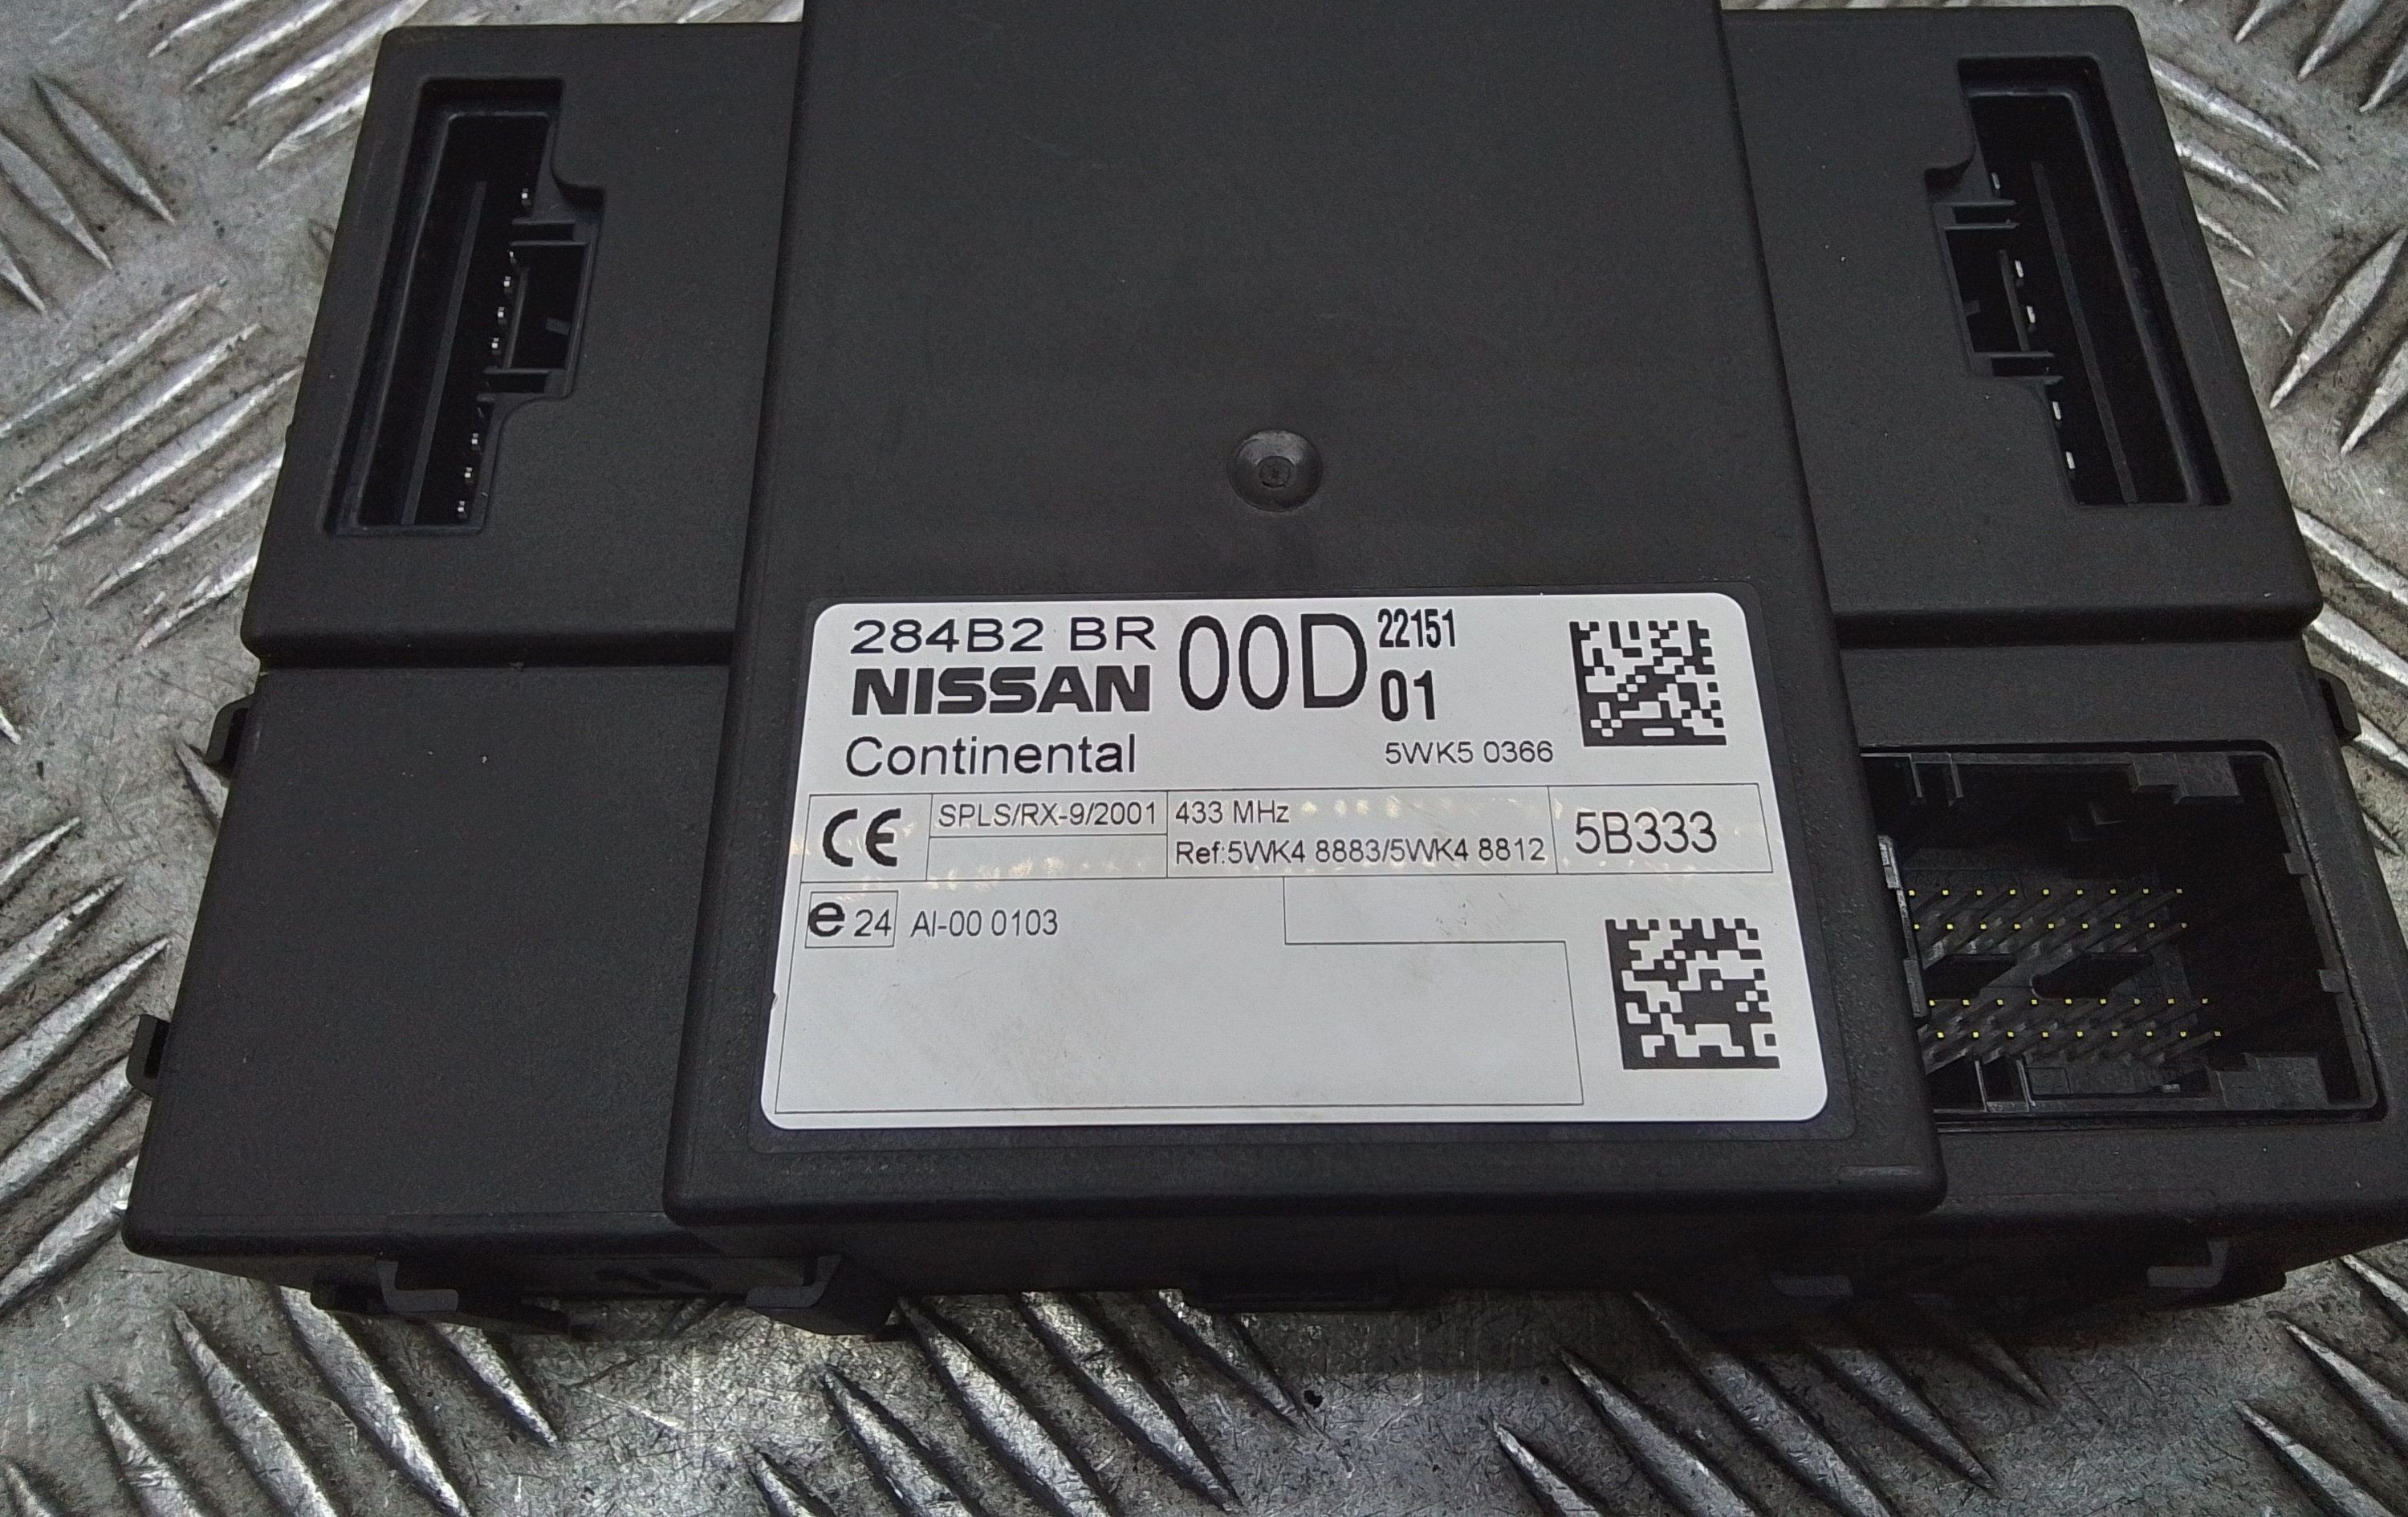 284B2 BR 00D 22151
NISSAN 01
Continental 5WK5 0366
CE SPLS/RX-9/2001 433 MHz 5B333
Ref:5WK4 8883/5WK4 8812
e24 AI-00 0103